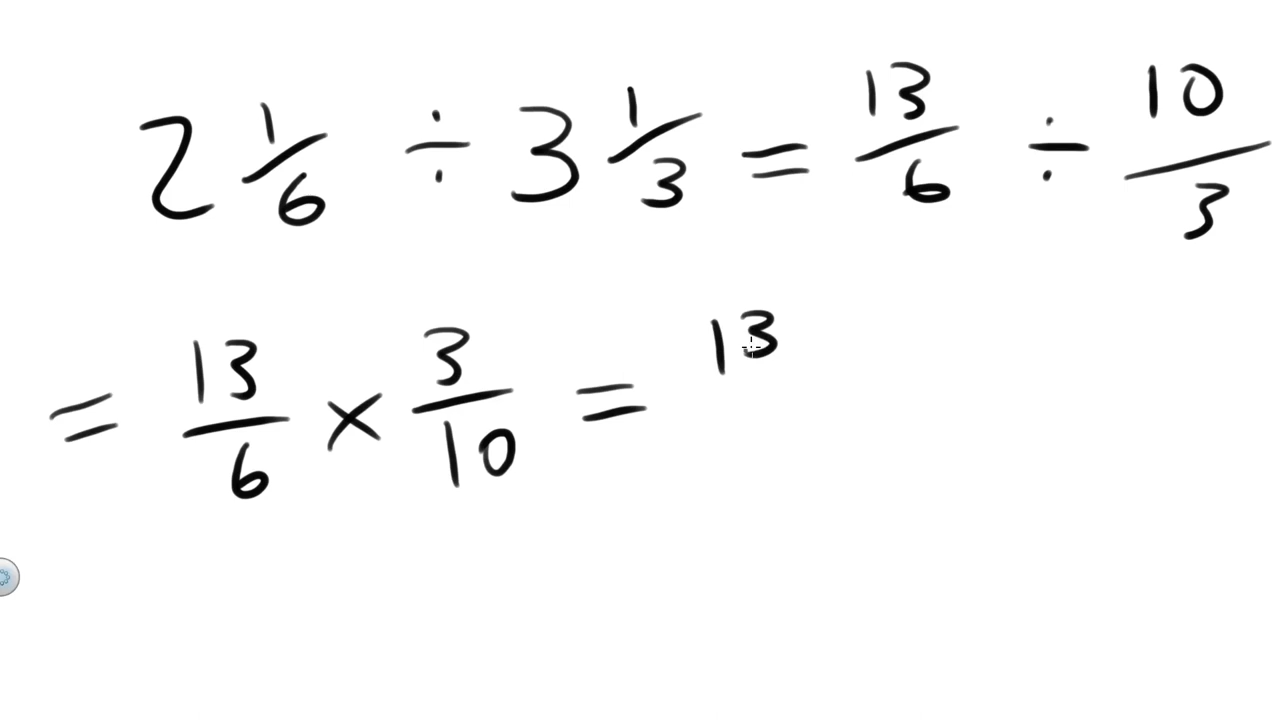 2 1/6 ÷ 3 1/3 = 13/6 ÷ 10/3
= 13/6 × 3/10 = 13